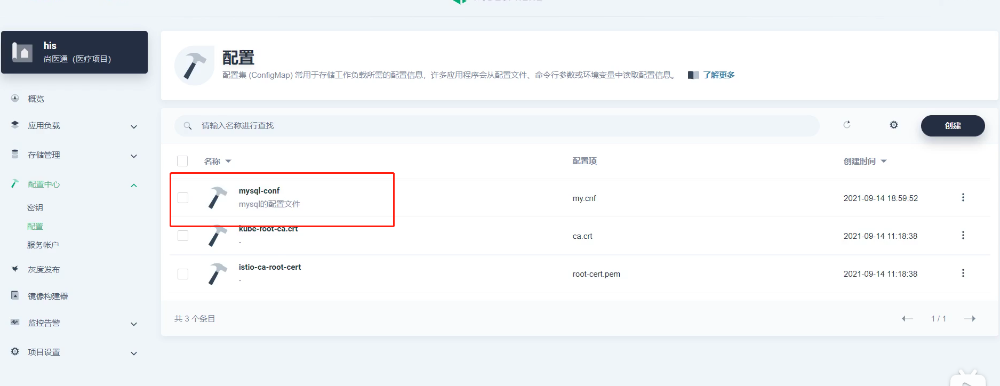 his
尚医通（医疗项目）
概览
应用负载
存储管理
配置中心
密钥
配置
服务帐户
灰度发布
镜像构建器
监控告警
项目设置
配置
配置集 (ConfigMap) 常用于存储工作负载所需的配置信息，许多应用程序会从配置文件、命令行参数或环境变量中读取配置信息。 了解更多
请输入名称进行查找
创建
名称 配置项 创建时间
mysql-conf
mysql的配置文件
my.cnf
2021-09-14 18:59:52
kube-root-ca.crt
-
ca.crt
2021-09-14 11:18:38
istio-ca-root-cert
-
root-cert.pem
2021-09-14 11:18:38
共 3 个条目
1 / 1